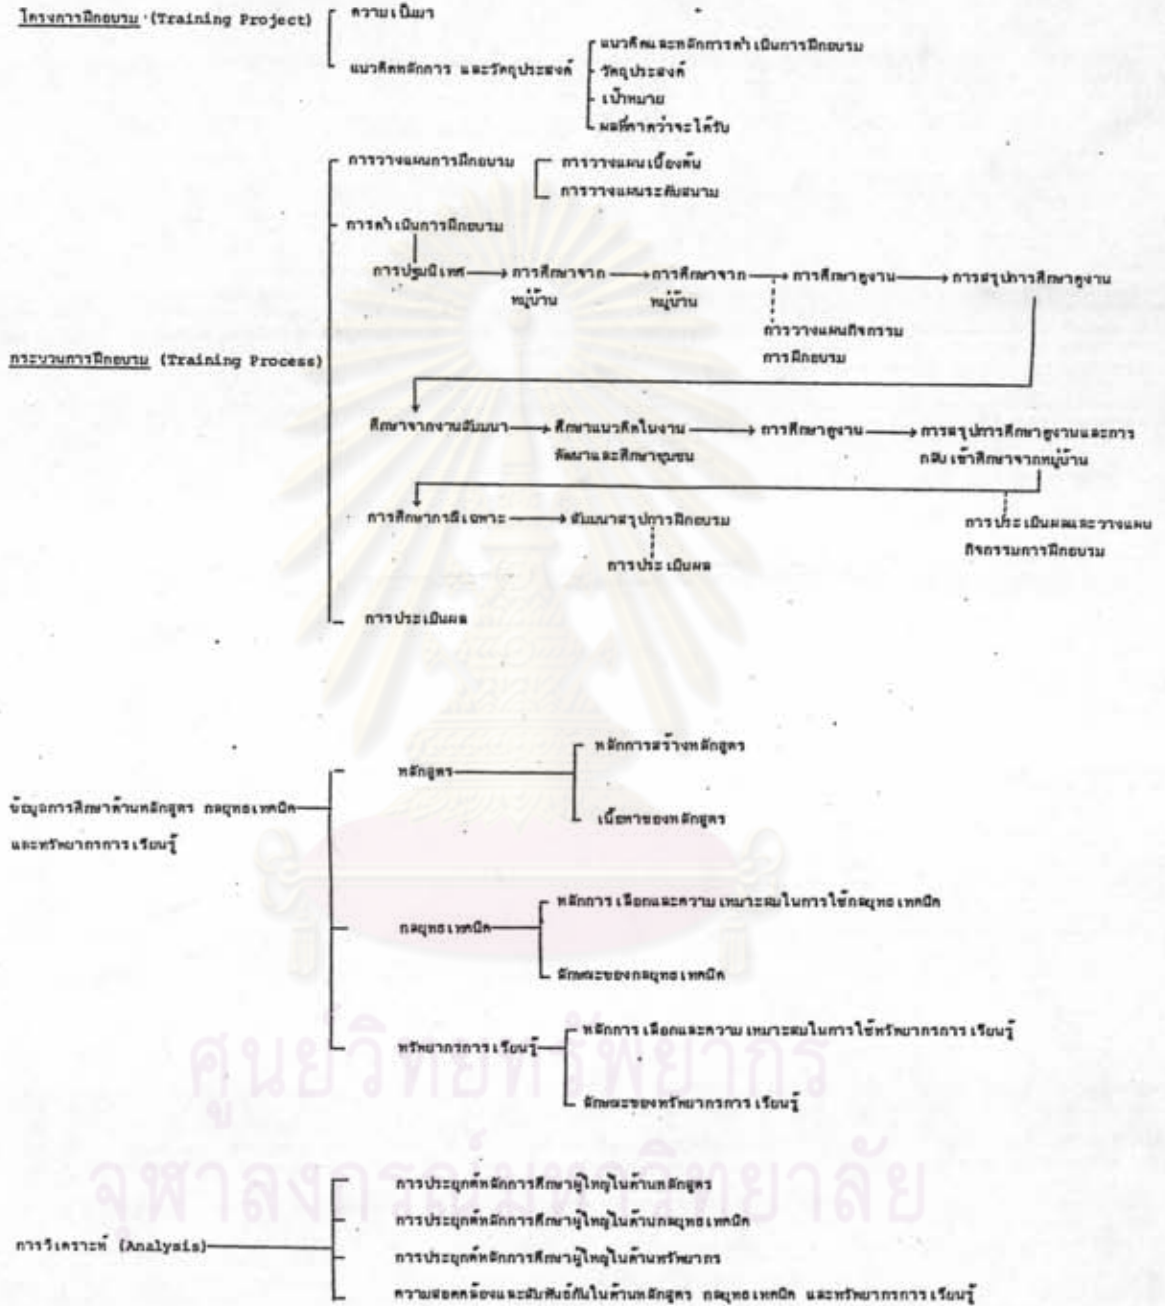 โครงการฝึกอบรม (Training Project)
ความเป็นมา
แนวคิดหลักการ และวัตถุประสงค์
แนวคิดและหลักการดำเนินการฝึกอบรม
วัตถุประสงค์
เป้าหมาย
ผลที่คาดว่าจะได้รับ
กระบวนการฝึกอบรม (Training Process)
การวางแผนการฝึกอบรม
การวางแผนเบื้องต้น
การวางแผนระดับสนาม
การดำเนินการฝึกอบรม
การปฐมนิเทศ
การศึกษาจาก
หมู่บ้าน
การศึกษาจาก
หมู่บ้าน
การศึกษาดูงาน
การสรุปการศึกษาดูงาน
การวางแผนกิจกรรม
การฝึกอบรม
ศึกษาจากงานสัมมนา
ศึกษาแนวคิดในงาน
พัฒนาและศึกษาชุมชน
การศึกษาดูงาน
การสรุปการศึกษาดูงานและการ
กลับเข้าศึกษาจากหมู่บ้าน
การศึกษากรณีเฉพาะ
สัมมนาสรุปการฝึกอบรม
การประเมินผล
การประเมินผลและวางแผน
กิจกรรมการฝึกอบรม
การประเมินผล
ข้อมูลการศึกษาด้านหลักสูตร กลยุทธเทคนิค
และทรัพยากรการเรียนรู้
หลักสูตร
หลักการสร้างหลักสูตร
เนื้อหาของหลักสูตร
กลยุทธเทคนิค
หลักการเลือกและความเหมาะสมในการใช้กลยุทธเทคนิค
ลักษณะของกลยุทธเทคนิค
ทรัพยากรการเรียนรู้
หลักการเลือกและความเหมาะสมในการใช้ทรัพยากรการเรียนรู้
ลักษณะของทรัพยากรการเรียนรู้
ศูนย์วิทยทรัพยากร
จุฬาลงกรณ์มหาวิทยาลัย
การวิเคราะห์ (Analysis)
การประยุกต์หลักการศึกษาผู้ใหญ่ในด้านหลักสูตร
การประยุกต์หลักการศึกษาผู้ใหญ่ในด้านกลยุทธเทคนิค
การประยุกต์หลักการศึกษาผู้ใหญ่ในด้านทรัพยากร
ความสอดคล้องและสัมพันธ์กันในด้านหลักสูตร กลยุทธเทคนิค และทรัพยากรการเรียนรู้